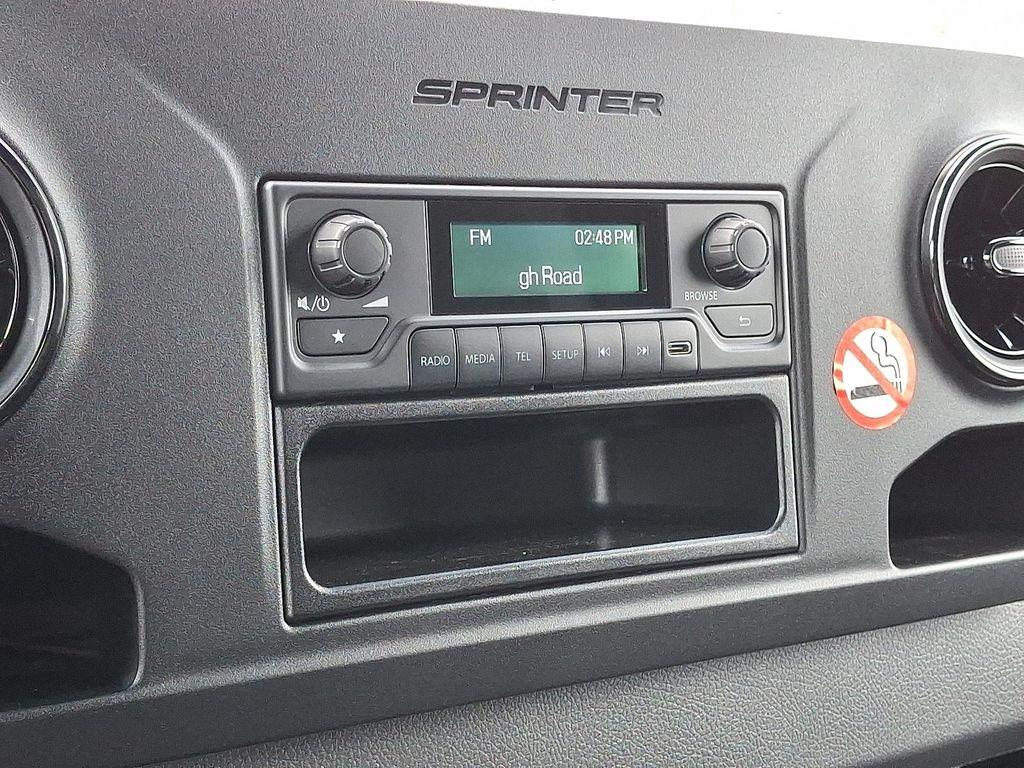 SPRINTER
FM 02:48 PM
gh Road
BROWSE
RADIO MEDIA TEL SETUP